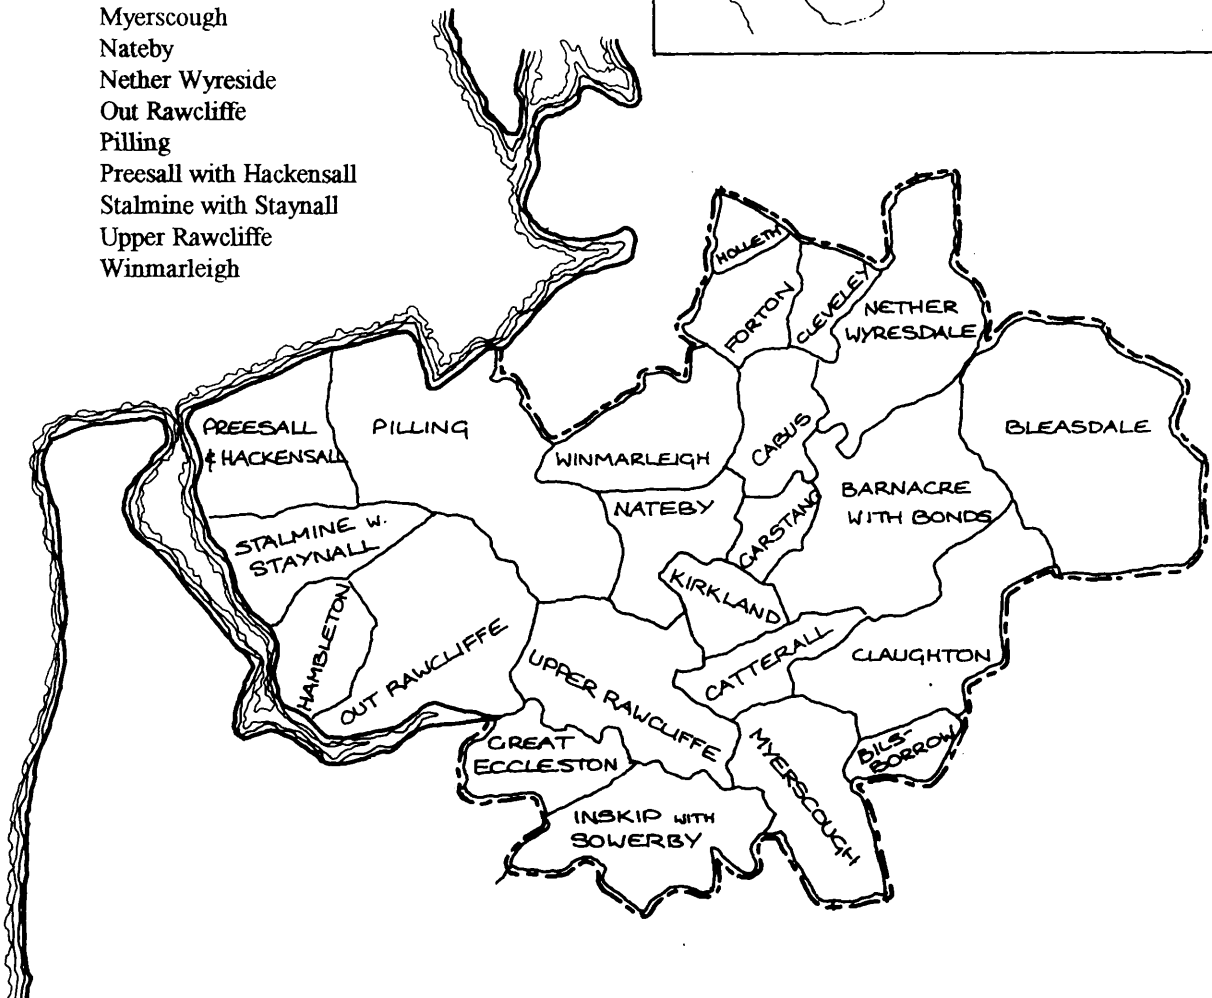 Myerscough
Nateby
Nether Wyreside
Out Rawcliffe
Pilling
Preesall with Hackensall
Stalmine with Staynall
Upper Rawcliffe
Winmarleigh
HOLLETH
FORTON
CLEVELEY
NETHER
WYRESDALE
PREESALL
& HACKENSALL
PILLING
WINMARLEIGH
CABUS
BLEASDALE
NATEBY
GARSTANG
BARNACRE
WITH BONDS
STALMINE W.
STAYNALL
KIRKLAND
HAMBLETON
OUT RAWCLIFFE
UPPER RAWCLIFFE
CATTERALL
CLAUGHTON
GREAT
ECCLESTON
MYERSCOUGH
BILS-
BORROW
INSKIP WITH
SOWERBY